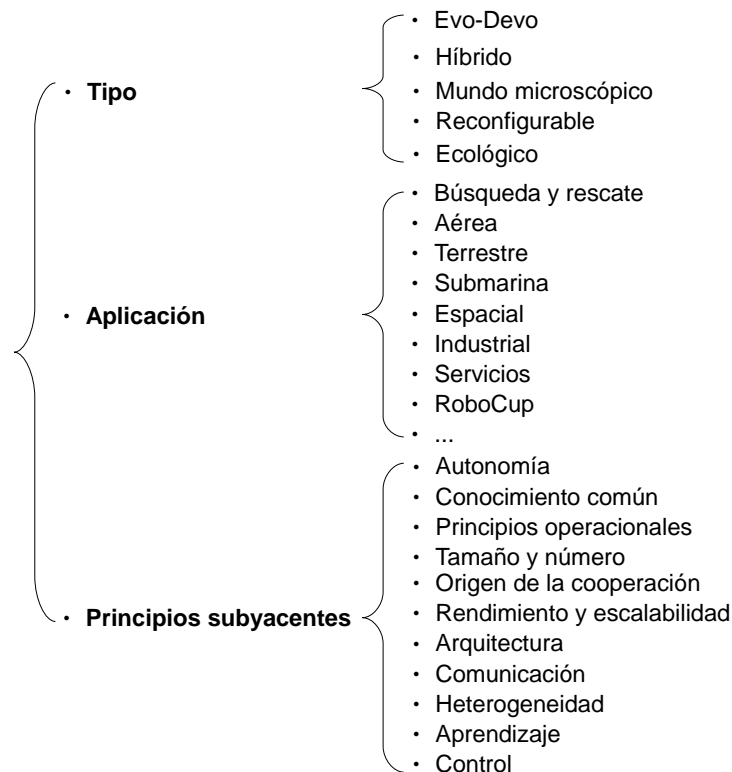 · Tipo
· Evo-Devo
· Híbrido
· Mundo microscópico
· Reconfigurable
· Ecológico
· Aplicación
· Búsqueda y rescate
· Aérea
· Terrestre
· Submarina
· Espacial
· Industrial
· Servicios
· RoboCup
· ...
· Principios subyacentes
· Autonomía
· Conocimiento común
· Principios operacionales
· Tamaño y número
· Origen de la cooperación
· Rendimiento y escalabilidad
· Arquitectura
· Comunicación
· Heterogeneidad
· Aprendizaje
· Control